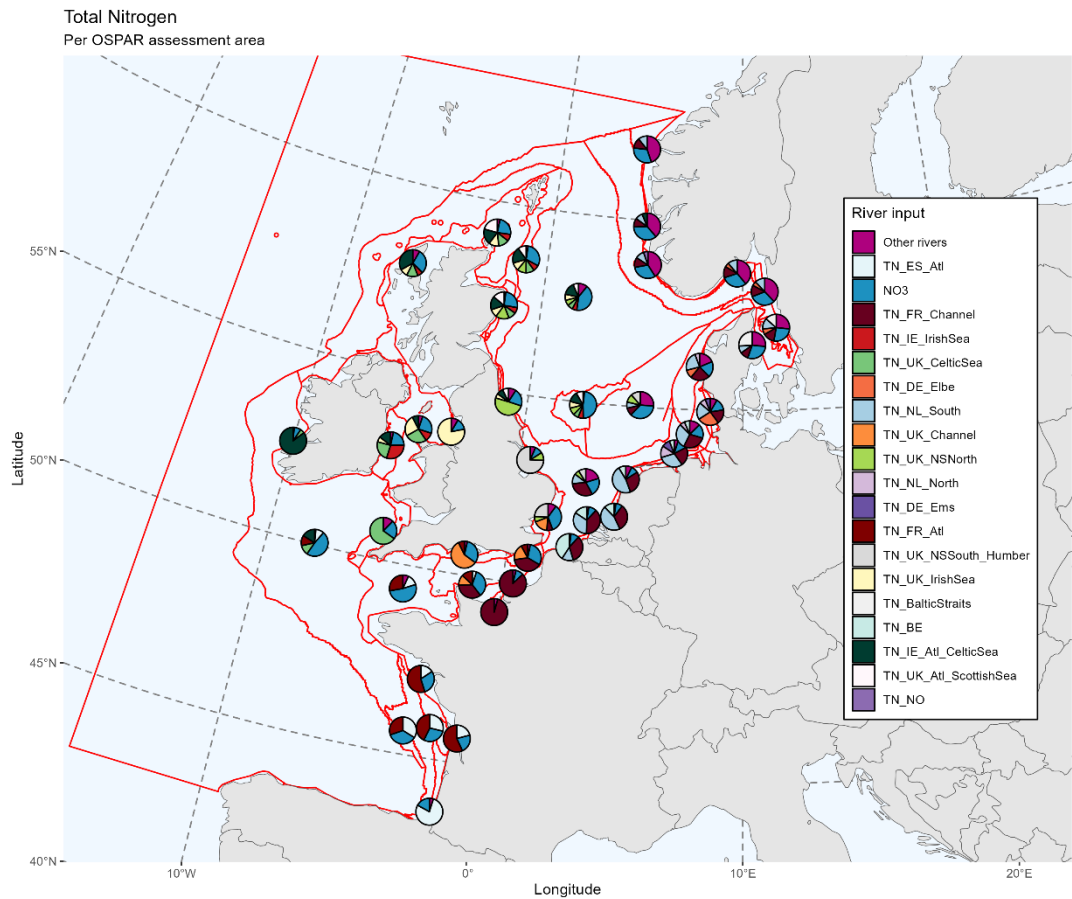 Total Nitrogen
Per OSPAR assessment area
55°N
50°N
45°N
40°N
Latitude
10°W
0°
10°E
20°E
Longitude
River input
Other rivers
TN_ES_Atl
NO3
TN_FR_Channel
TN_IE_IrishSea
TN_UK_CelticSea
TN_DE_Elbe
TN_NL_South
TN_UK_Channel
TN_UK_NSNorth
TN_NL_North
TN_DE_Ems
TN_FR_Atl
TN_UK_NSSouth_Humber
TN_UK_IrishSea
TN_BalticStraits
TN_BE
TN_IE_Atl_CelticSea
TN_UK_Atl_ScottishSea
TN_NO